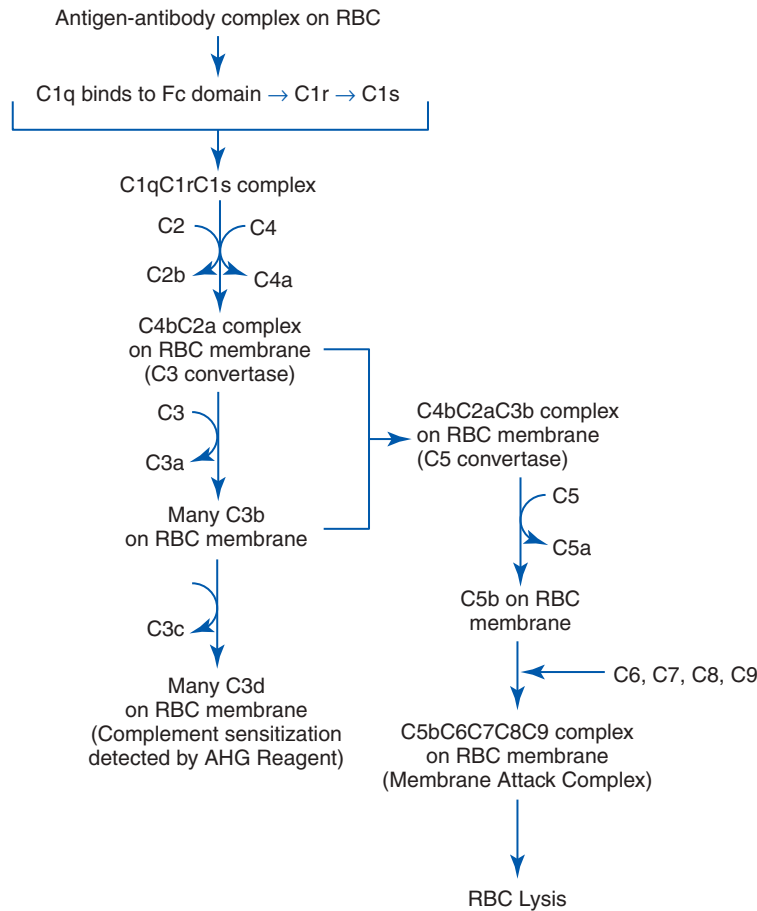 Antigen-antibody complex on RBC
C1q binds to Fc domain → C1r → C1s
C1qC1rC1s complex
C2
C4
C2b
C4a
C4bC2a complex
on RBC membrane
(C3 convertase)
C3
C3a
Many C3b
on RBC membrane
C3c
Many C3d
on RBC membrane
(Complement sensitization
detected by AHG Reagent)
C4bC2aC3b complex
on RBC membrane
(C5 convertase)
C5
C5a
C5b on RBC
membrane
C6, C7, C8, C9
C5bC6C7C8C9 complex
on RBC membrane
(Membrane Attack Complex)
RBC Lysis